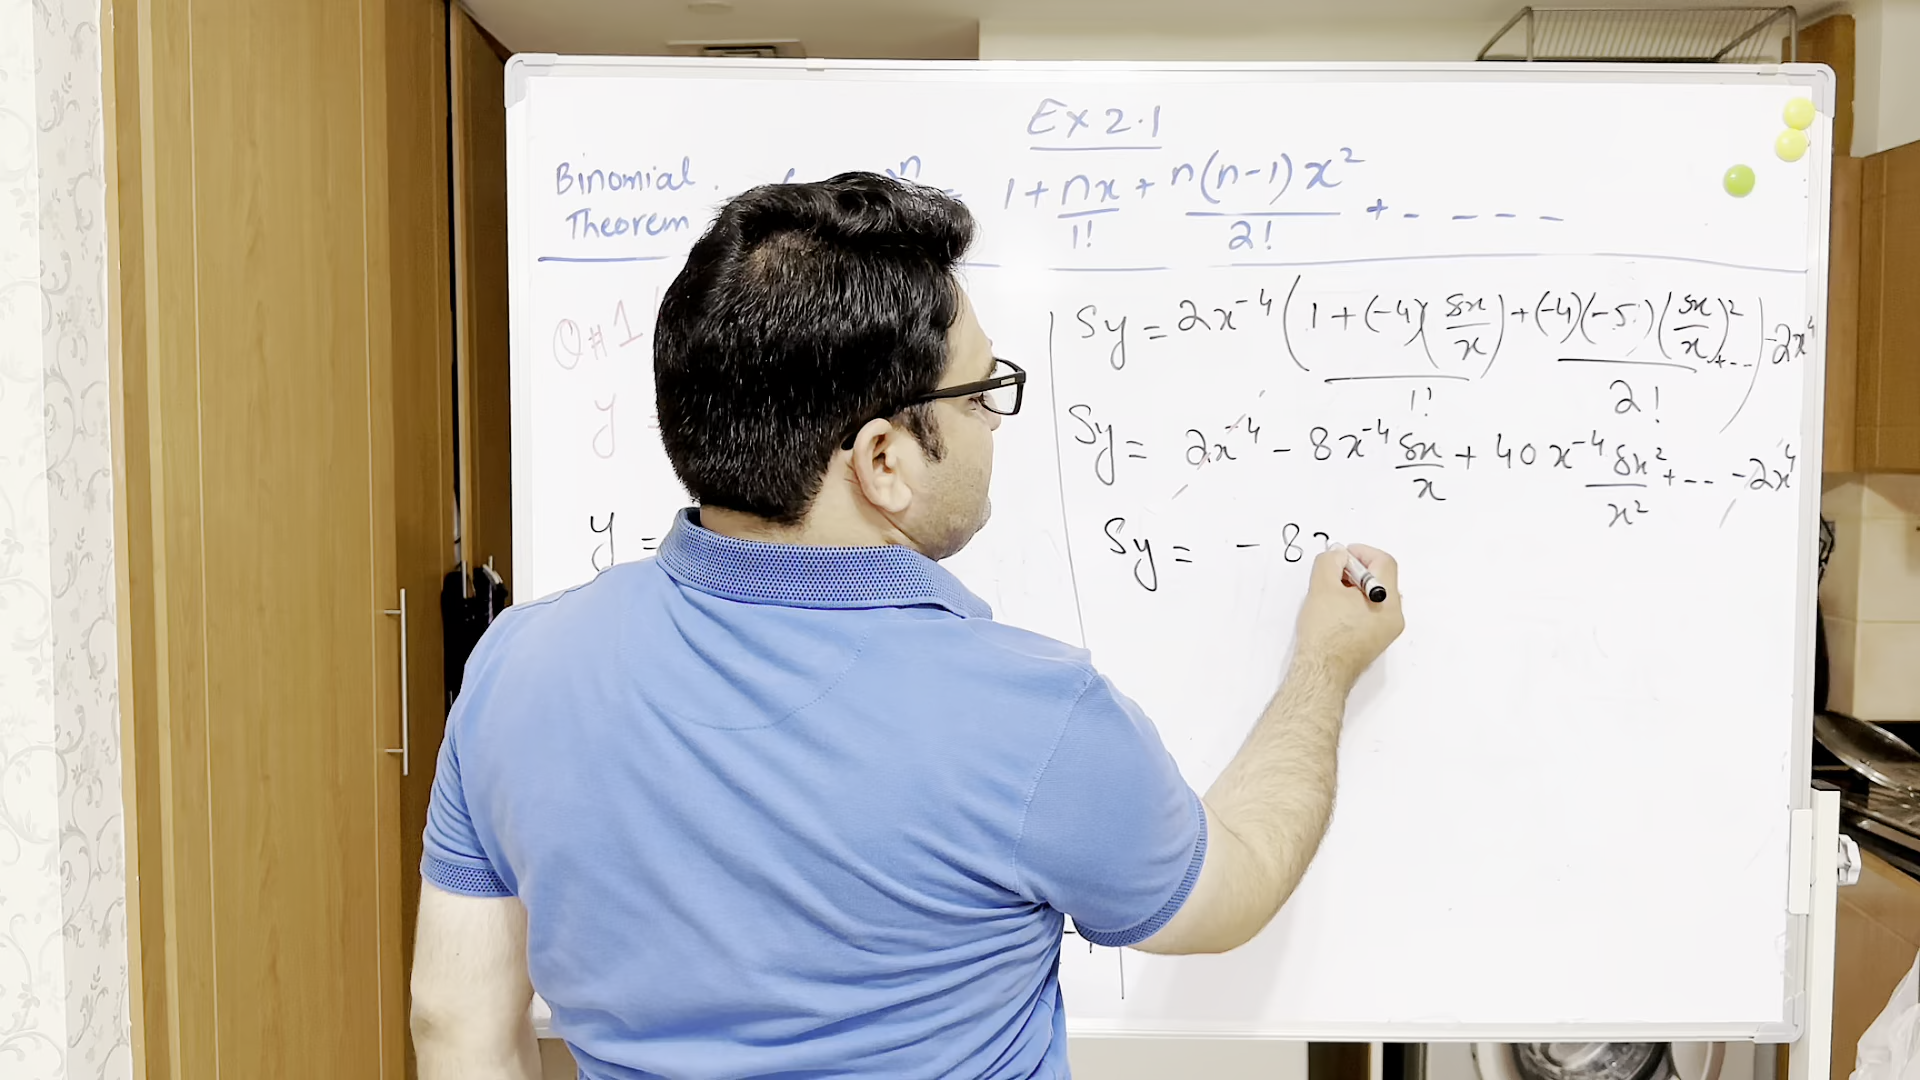 Ex 2.1
Binomial Theorem n = 1 + nx/1! + n(n-1)x²/2! + - - - -
Q#1
y =
y =
δy = 2x⁻⁴ (1 + (-4)(δx/x)/1! + (-4)(-5)(δx/x)²/2! + --) - 2x⁴
δy = 2x⁻⁴ - 8x⁻⁴ δx/x + 40x⁻⁴ δx²/x² + --- - 2x⁴
δy = - 8